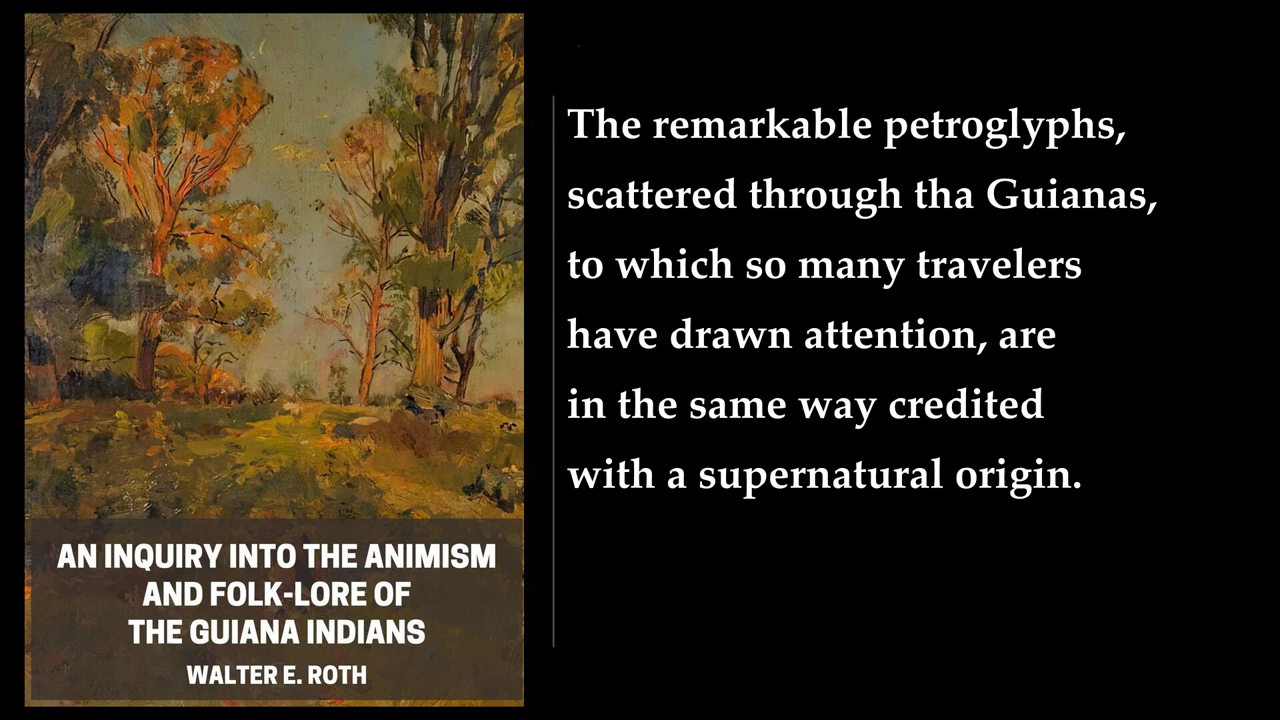 The remarkable petroglyphs,
scattered through tha Guianas,
to which so many travelers
have drawn attention, are
in the same way credited
with a supernatural origin.
AN INQUIRY INTO THE ANIMISM
AND FOLK-LORE OF
THE GUIANA INDIANS
WALTER E. ROTH